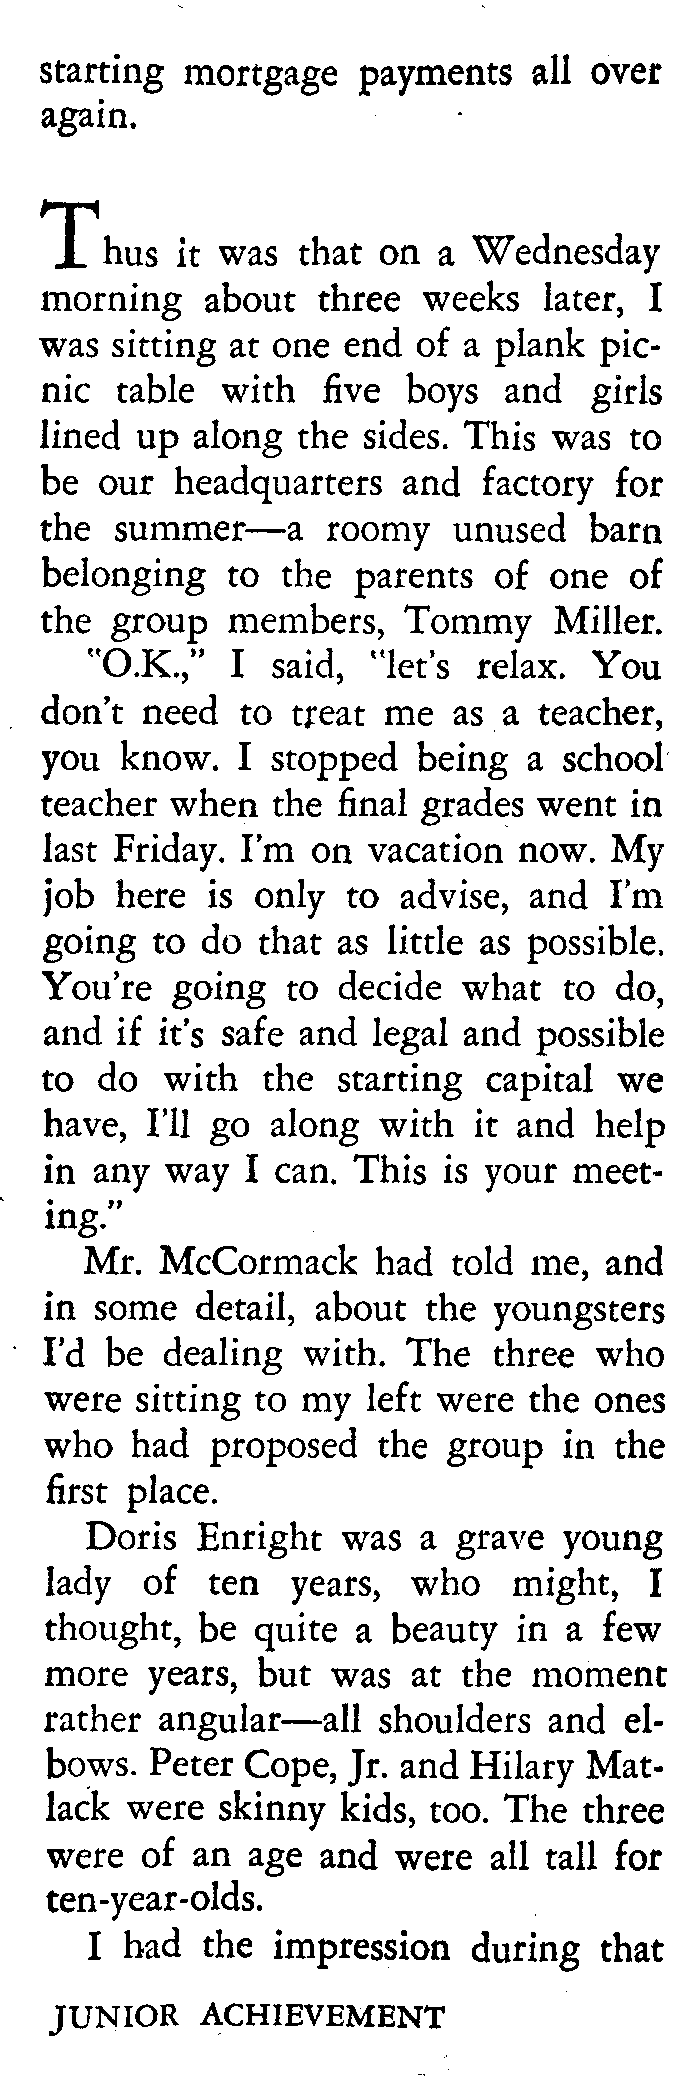 starting mortgage payments all over
again.
Thus it was that on a Wednesday
morning about three weeks later, I
was sitting at one end of a plank pic-
nic table with five boys and girls
lined up along the sides. This was to
be our headquarters and factory for
the summer—a roomy unused barn
belonging to the parents of one of
the group members, Tommy Miller.
"O.K.," I said, "let's relax. You
don't need to treat me as a teacher,
you know. I stopped being a school
teacher when the final grades went in
last Friday. I'm on vacation now. My
job here is only to advise, and I'm
going to do that as little as possible.
You're going to decide what to do,
and if it's safe and legal and possible
to do with the starting capital we
have, I'll go along with it and help
in any way I can. This is your meet-
ing."
Mr. McCormack had told me, and
in some detail, about the youngsters
I'd be dealing with. The three who
were sitting to my left were the ones
who had proposed the group in the
first place.
Doris Enright was a grave young
lady of ten years, who might, I
thought, be quite a beauty in a few
more years, but was at the moment
rather angular—all shoulders and el-
bows. Peter Cope, Jr. and Hilary Mat-
lack were skinny kids, too. The three
were of an age and were all tall for
ten-year-olds.
I had the impression during that
JUNIOR ACHIEVEMENT